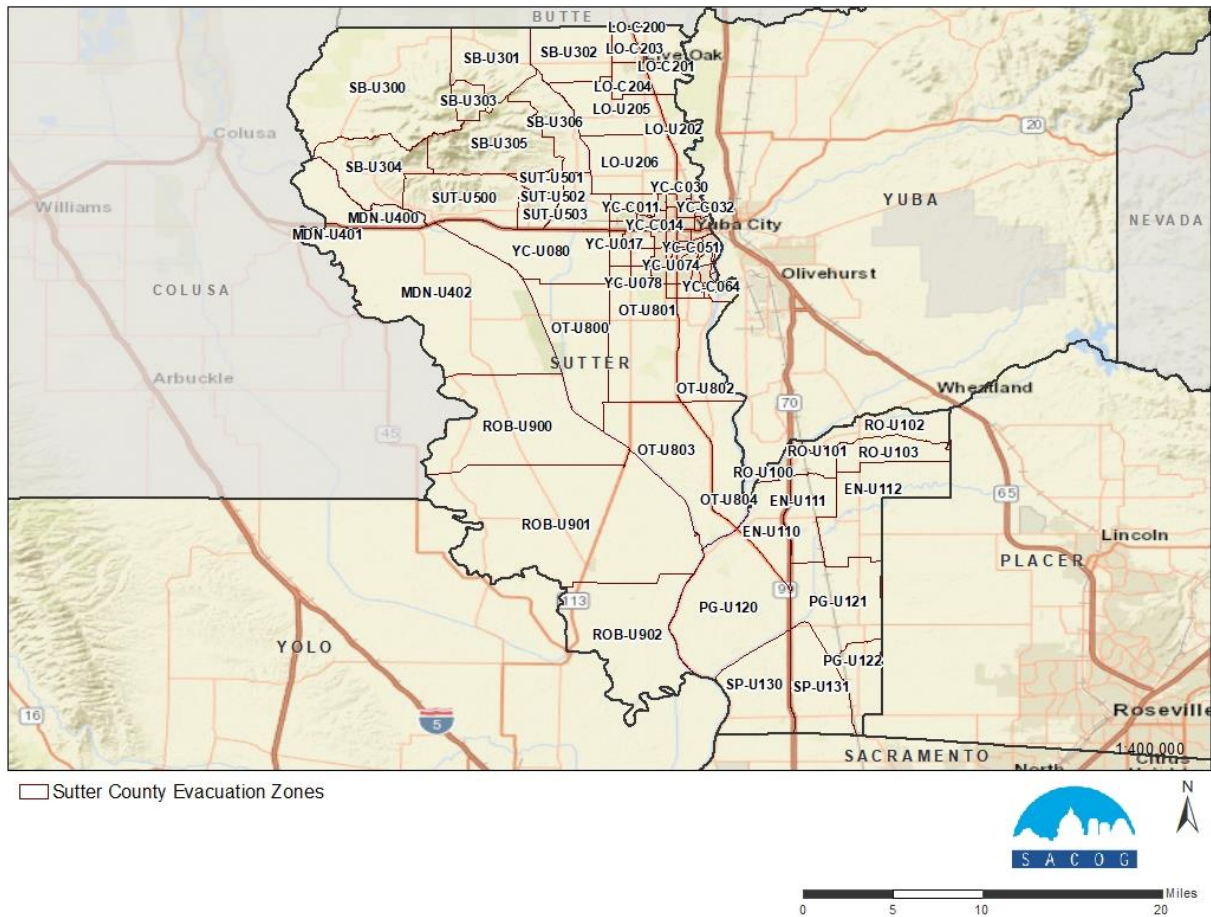 BUTTE
LO-C200
SB-U301
SB-U302
LO-C203
Live Oak
LO-C201
SB-U300
LO-C204
SB-U303
LO-U205
20
Colusa
SB-U306
LO-U202
SB-U305
SB-U304
LO-U206
SUT-U501
YC-C030
SUT-U500
SUT-U502
YUBA
Williams
YC-C011
YC-C032
SUT-U503
NEVADA
MDN-U400
YC-C014
Yuba City
MDN-U401
YC-U080
YC-U017
YC-C051
YC-U074
Olivehurst
COLUSA
MDN-U402
YC-U078
YC-C064
OT-U801
OT-U800
SUTTER
Arbuckle
OT-U802
Wheatland
70
ROB-U900
RO-U102
45
OT-U803
RO-U101
RO-U103
RO-U100
EN-U112
OT-U804
EN-U111
65
ROB-U901
EN-U110
Lincoln
PLACER
99
113
PG-U120
PG-U121
ROB-U902
YOLO
PG-U122
SP-U130
SP-U131
16
5
Roseville
1:400,000
SACRAMENTO
North
Citrus
Sutter County Evacuation Zones
N
SACOG
Miles
0
5
10
20